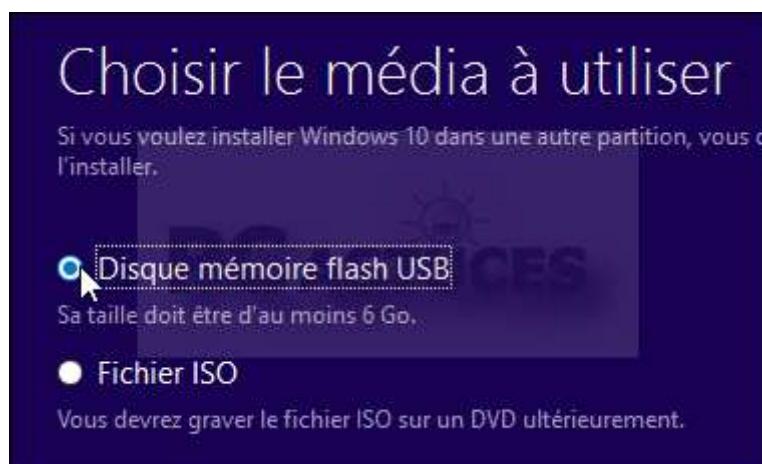 Choisir le média à utiliser
Si vous voulez installer Windows 10 dans une autre partition, vous
l'installer.
Disque mémoire flash USB
Sa taille doit être d'au moins 6 Go.
Fichier ISO
Vous devrez graver le fichier ISO sur un DVD ultérieurement.